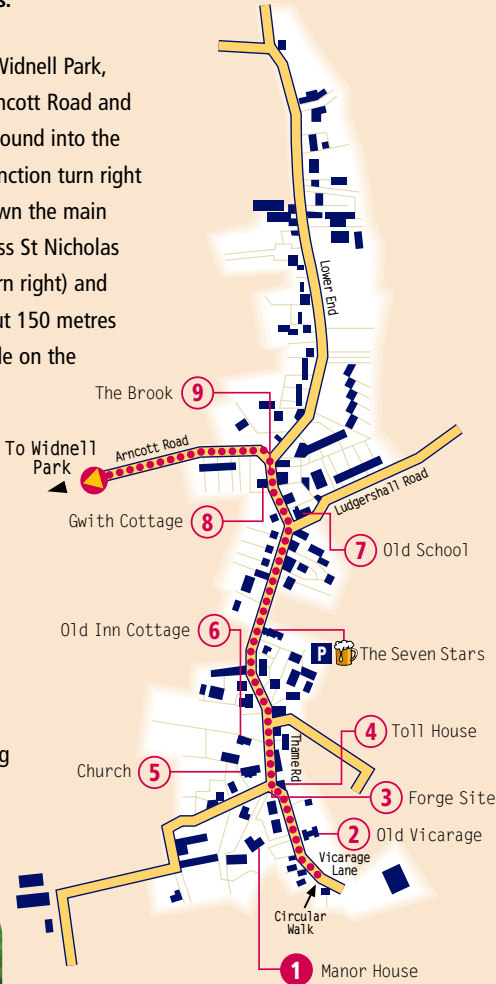 s.
Widnell Park,
ncott Road and
ound into the
nction turn right
wn the main
ss St Nicholas
rn right) and
ut 150 metres
le on the
Lower End
The Brook 9
To Widnell
Park
Arncott Road
Ludgershall Road
Gwith Cottage 8
7 Old School
Old Inn Cottage 6
P The Seven Stars
4 Toll House
Thame Rd
g
Church 5
3 Forge Site
2 Old Vicarage
Vicarage
Lane
Circular
Walk
1 Manor House